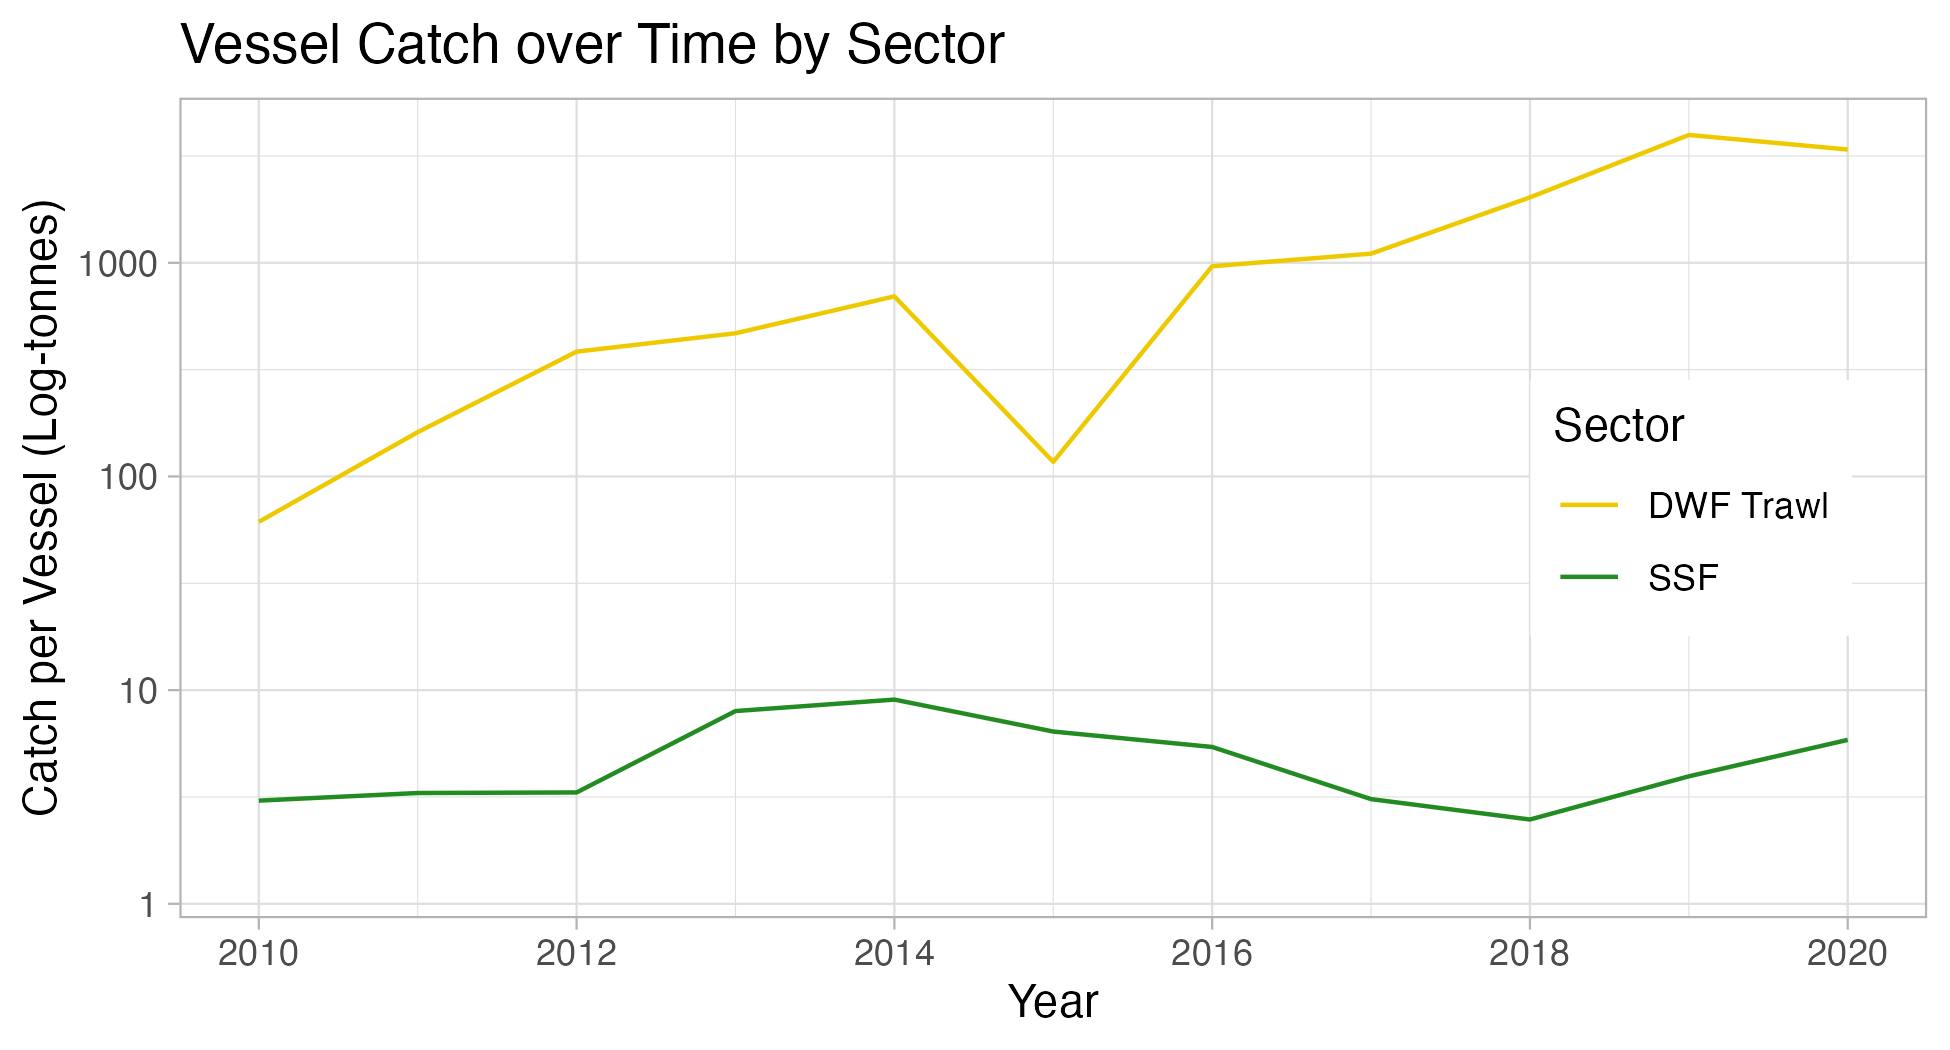 Vessel Catch over Time by Sector
Catch per Vessel (Log-tonnes)
1000
100
10
1
Sector
DWF Trawl
SSF
2010 2012 2014 2016 2018 2020
Year